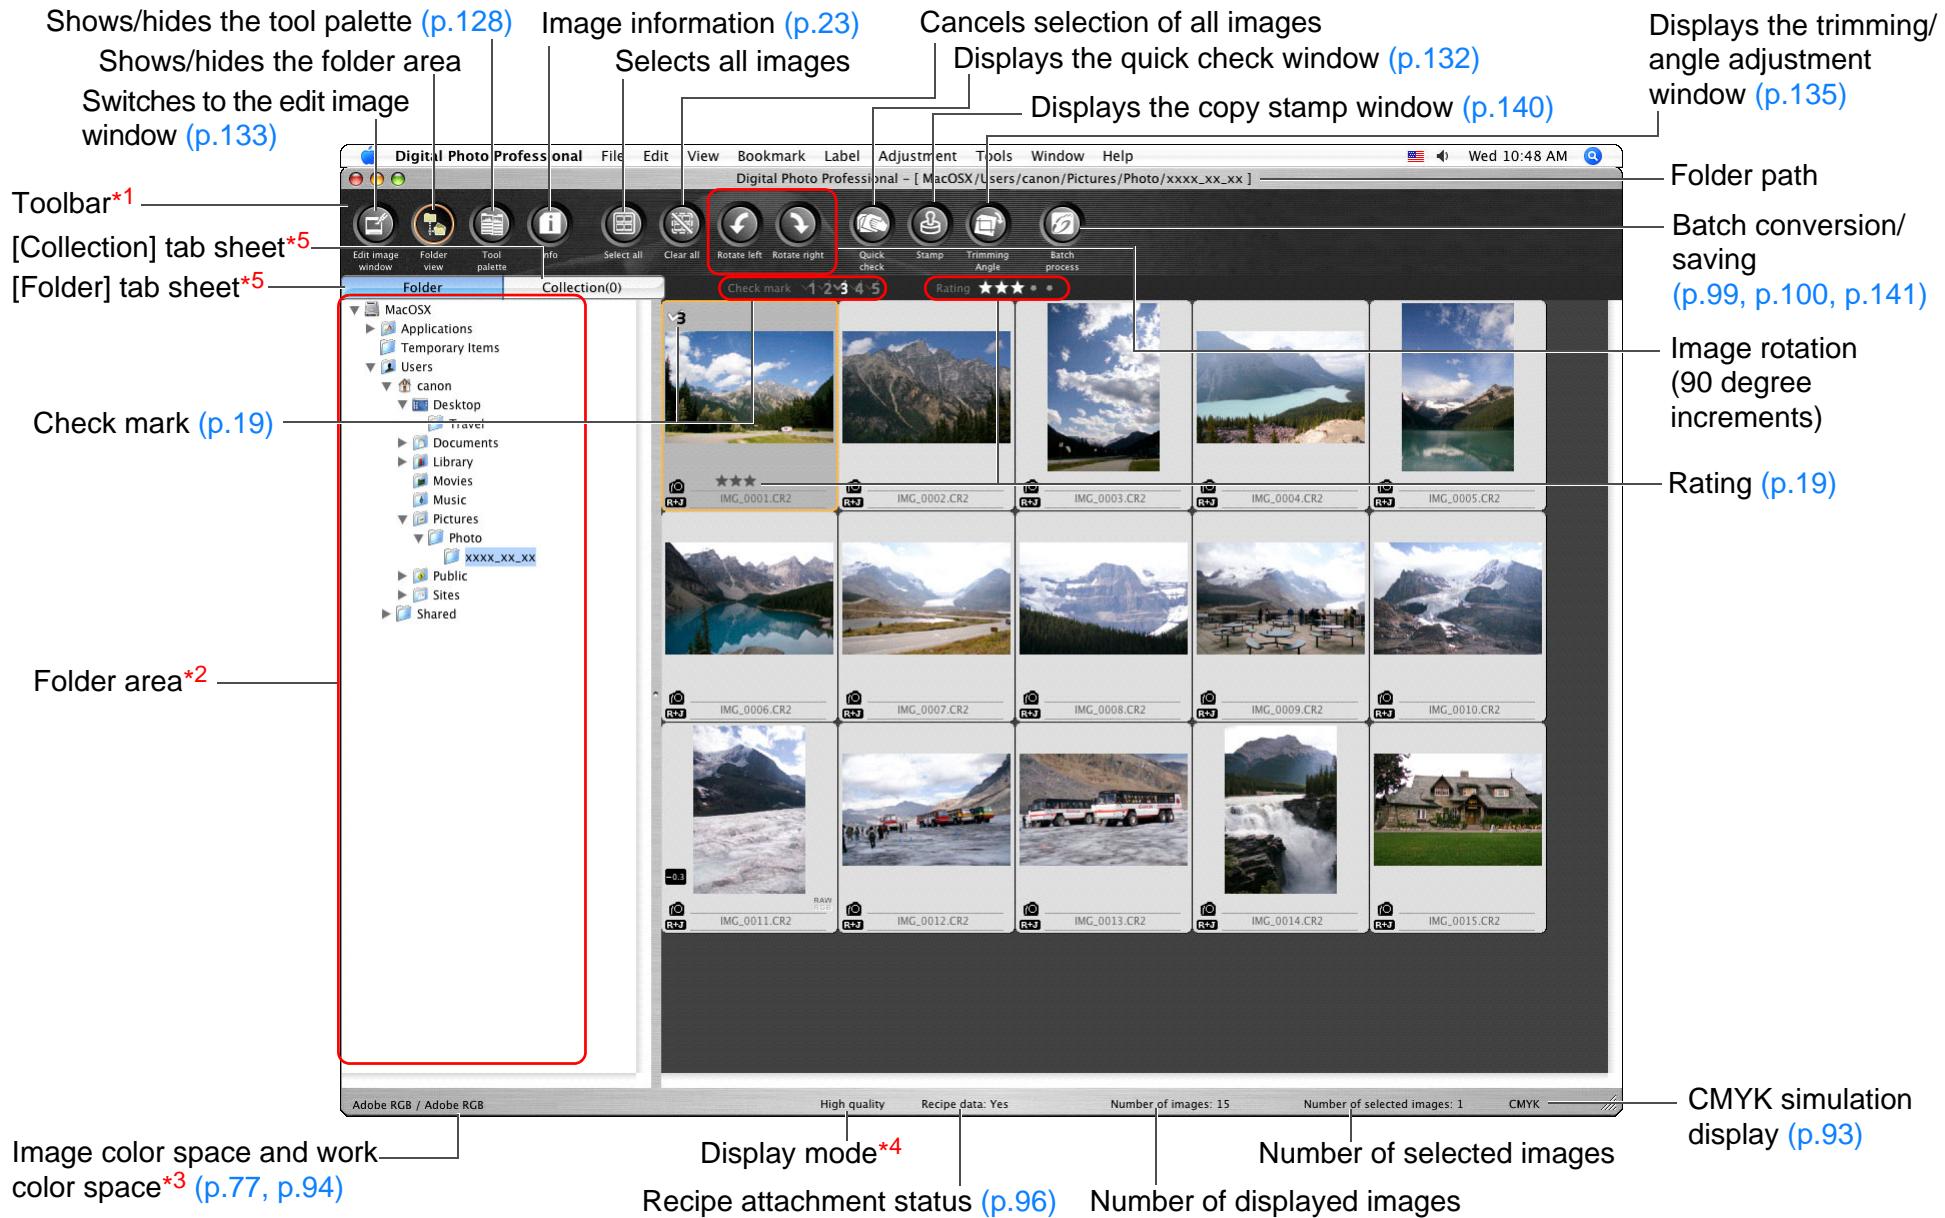 Shows/hides the tool palette (p.128)
Image information (p.23)
Cancels selection of all images
Displays the trimming/
angle adjustment
window (p.135)
Shows/hides the folder area
Selects all images
Displays the quick check window (p.132)
Switches to the edit image
window (p.133)
Displays the copy stamp window (p.140)
Digital Photo Professional File Edit View Bookmark Label Adjustment Tools Window Help Wed 10:48 AM
Digital Photo Professional – [ MacOSX/Users/canon/Pictures/Photo/xxxx_xx_xx ]
Folder path
Toolbar*1
[Collection] tab sheet*5
[Folder] tab sheet*5
Edit image
window
Folder
view
Tool
palette
Info
Select all
Clear all
Rotate left
Rotate right
Quick
check
Stamp
Trimming
Angle
Batch
process
Batch conversion/
saving
(p.99, p.100, p.141)
Folder
Collection(0)
Check mark 1 2 3 4 5
Rating
MacOSX
Applications
Temporary Items
Users
canon
Desktop
Travel
Documents
Library
Movies
Music
Pictures
Photo
xxxx_xx_xx
Public
Sites
Shared
Image rotation
(90 degree
increments)
Check mark (p.19)
Rating (p.19)
Folder area*2
3
R+J IMG_0001.CR2
R+J IMG_0002.CR2
R+J IMG_0003.CR2
R+J IMG_0004.CR2
R+J IMG_0005.CR2
R+J IMG_0006.CR2
R+J IMG_0007.CR2
R+J IMG_0008.CR2
R+J IMG_0009.CR2
R+J IMG_0010.CR2
−0.3
RAW
RGB
R+J IMG_0011.CR2
R+J IMG_0012.CR2
R+J IMG_0013.CR2
R+J IMG_0014.CR2
R+J IMG_0015.CR2
Adobe RGB / Adobe RGB
High quality
Recipe data: Yes
Number of images: 15
Number of selected images: 1
CMYK
CMYK simulation
display (p.93)
Image color space and work
color space*3 (p.77, p.94)
Display mode*4
Number of selected images
Recipe attachment status (p.96)
Number of displayed images